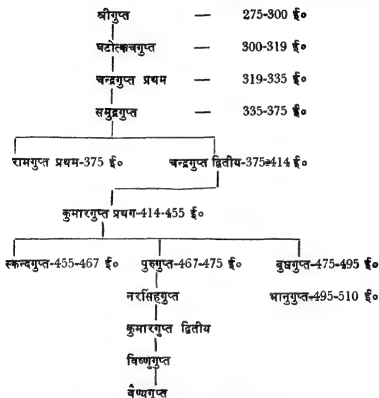 श्रीगुप्त — 275-300 ई०
घटोत्कचगुप्त — 300-319 ई०
चन्द्रगुप्त प्रथम — 319-335 ई०
समुद्रगुप्त — 335-375 ई०
रामगुप्त प्रथम-375 ई० चन्द्रगुप्त द्वितीय-375-414 ई०
कुमारगुप्त प्रथग-414-455 ई०
स्कन्दगुप्त-455-467 ई० पुरुगुप्त-467-475 ई० बुधगुप्त-475-495 ई०
नरसिंहगुप्त भानुगुप्त-495-510 ई०
कुमारगुप्त द्वितीय
विष्णुगुप्त
वैण्यगुप्त